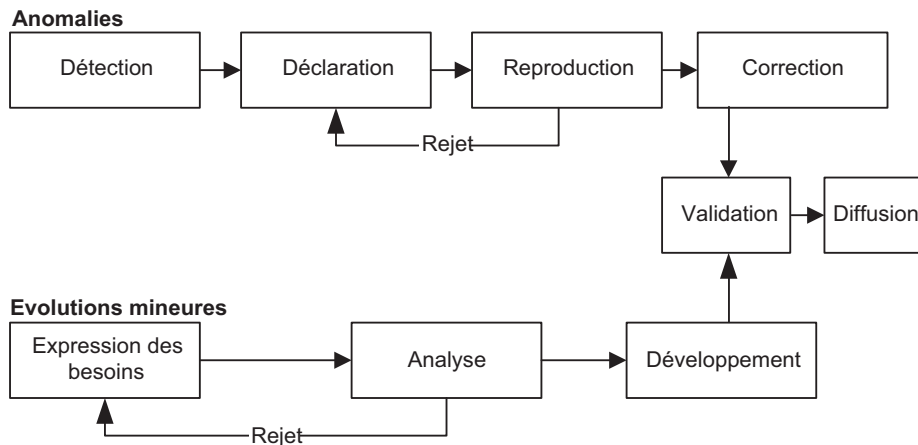 Anomalies
Détection
Déclaration
Reproduction
Correction
Rejet
Validation
Diffusion
Evolutions mineures
Expression des
besoins
Analyse
Développement
Rejet